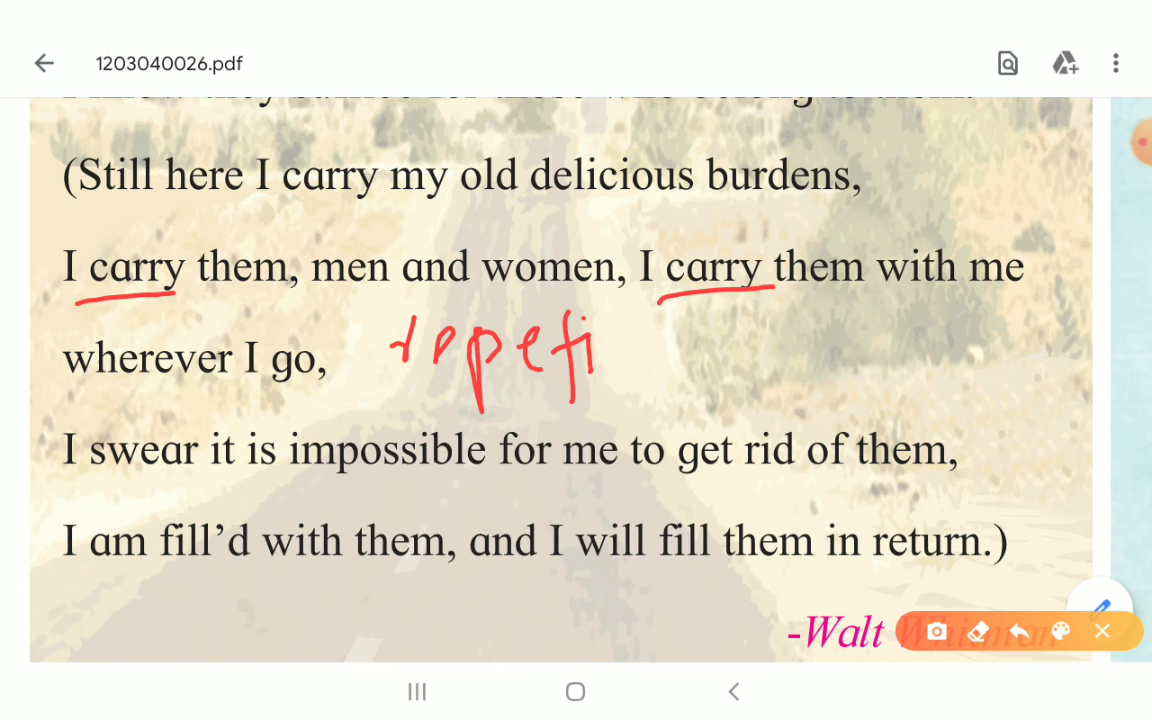 1203040026.pdf
(Still here I carry my old delicious burdens,
I carry them, men and women, I carry them with me
wherever I go,
repeti
I swear it is impossible for me to get rid of them,
I am fill’d with them, and I will fill them in return.)
-Walt Whitman